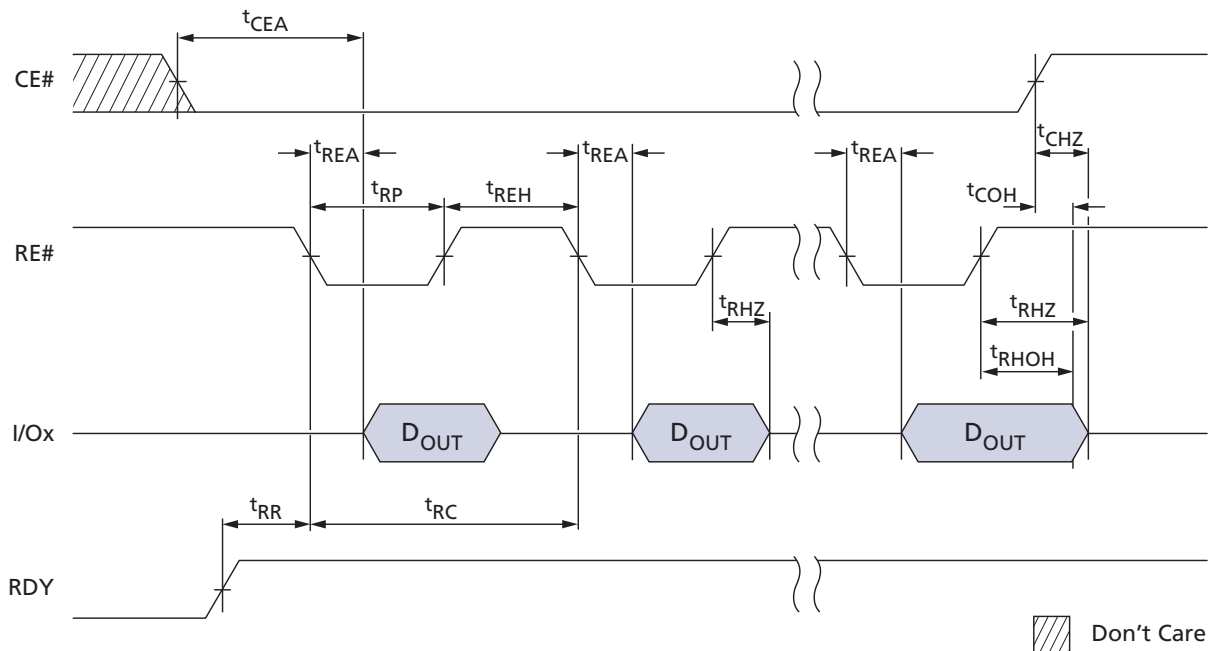 tCEA
CE#
tREA
tREA
tREA
tCHZ
tRP
tREH
tCOH
RE#
tRHZ
tRHZ
tRHOH
I/Ox
DOUT
DOUT
DOUT
tRR
tRC
RDY
Don't Care